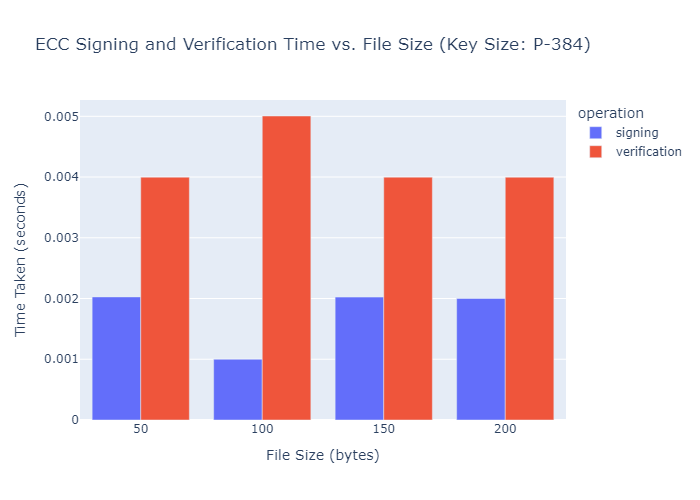 ECC Signing and Verification Time vs. File Size (Key Size: P-384)
operation
signing
verification
Time Taken (seconds)
0.005
0.004
0.003
0.002
0.001
0
50 100 150 200
File Size (bytes)